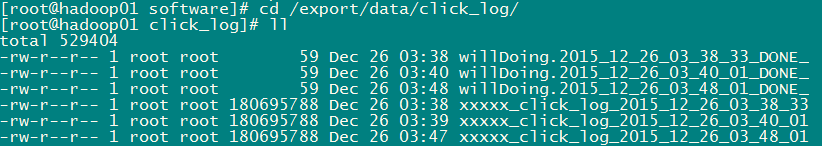 [root@hadoop01 software]# cd /export/data/click_log/
[root@hadoop01 click_log]# ll
total 529404
-rw-r--r-- 1 root root        59 Dec 26 03:38 willDoing.2015_12_26_03_38_33_DONE_
-rw-r--r-- 1 root root        59 Dec 26 03:40 willDoing.2015_12_26_03_40_01_DONE_
-rw-r--r-- 1 root root        59 Dec 26 03:48 willDoing.2015_12_26_03_48_01_DONE_
-rw-r--r-- 1 root root 180695788 Dec 26 03:38 xxxxx_click_log_2015_12_26_03_38_33
-rw-r--r-- 1 root root 180695788 Dec 26 03:39 xxxxx_click_log_2015_12_26_03_40_01
-rw-r--r-- 1 root root 180695788 Dec 26 03:47 xxxxx_click_log_2015_12_26_03_48_01